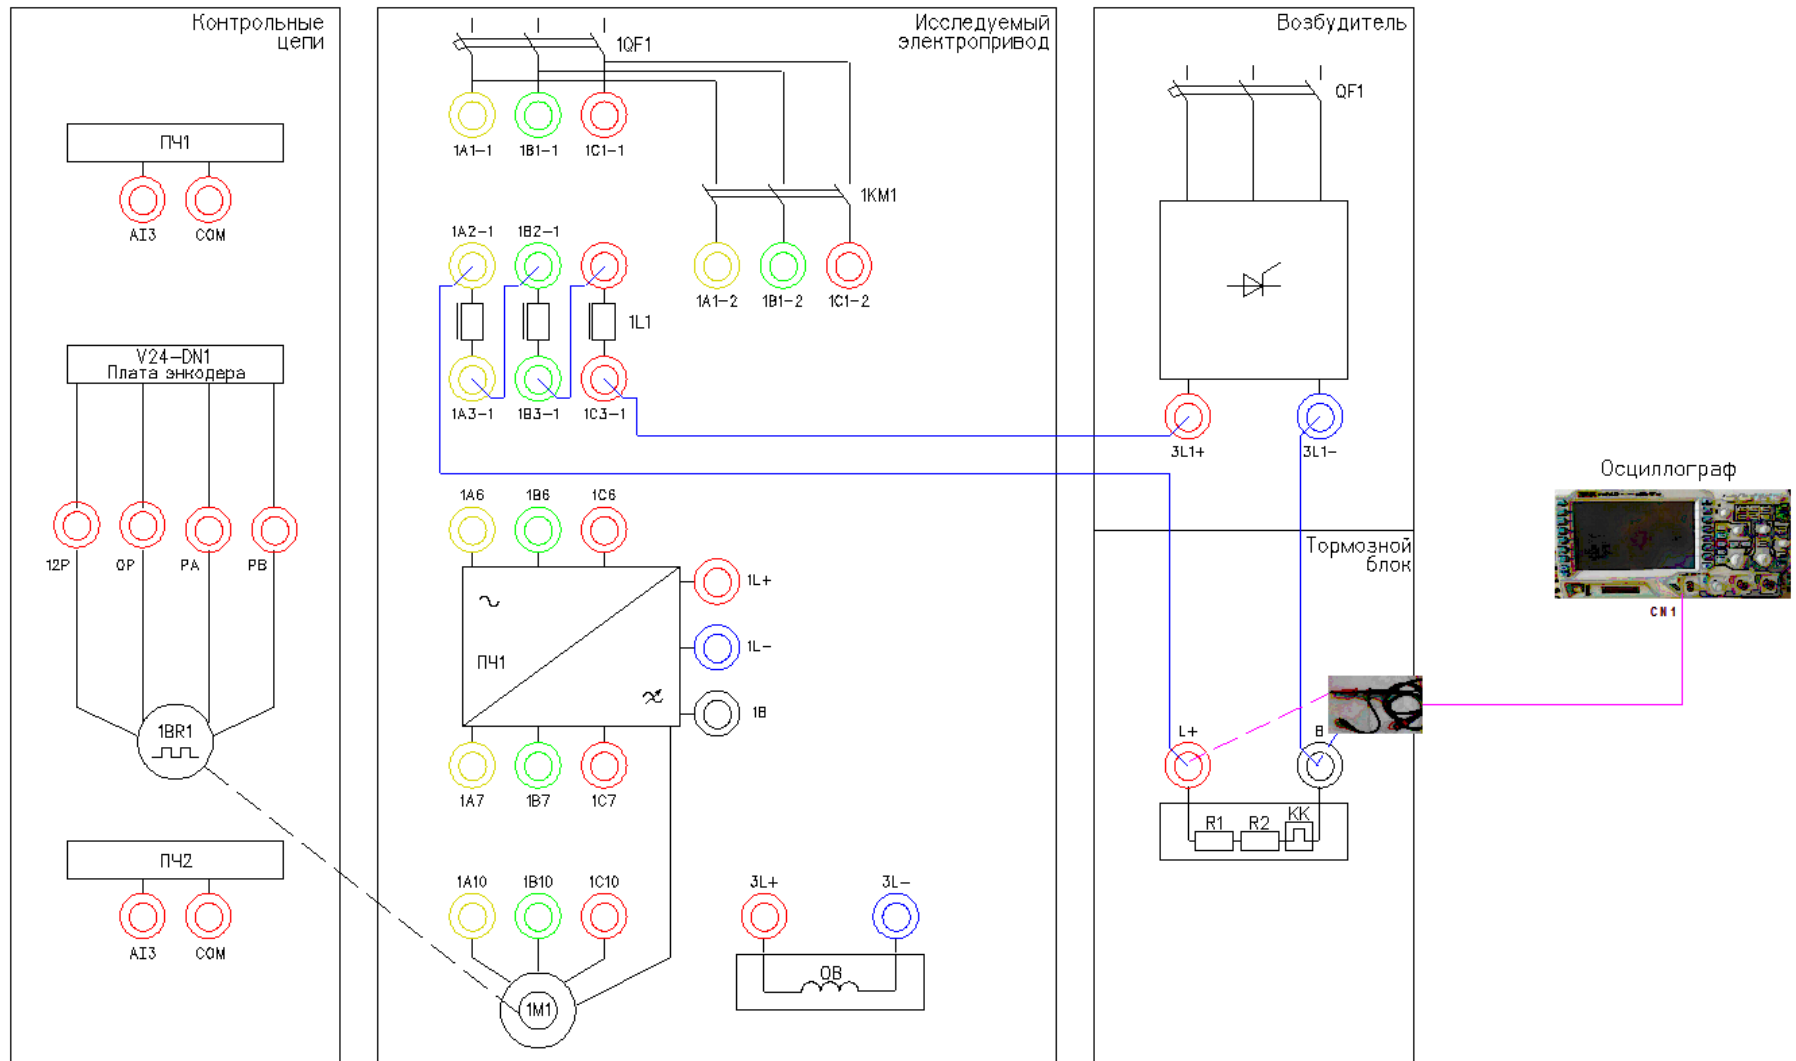 Контрольные
цепи
ПЧ1
AI3
COM
V24-DN1
Плата энкодера
12P
0P
PA
PB
1BR1
ПЧ2
AI3
COM
Исследуемый
электропривод
1QF1
1A1-1
1B1-1
1C1-1
1KM1
1A2-1
1B2-1
1A1-2
1B1-2
1C1-2
1L1
1A3-1
1B3-1
1C3-1
1A6
1B6
1C6
1L+
1L-
ПЧ1
1B
1A7
1B7
1C7
1A10
1B10
1C10
3L+
3L-
ОВ
1M1
Возбудитель
QF1
3L1+
3L1-
Тормозной
блок
L+
B
R1
R2
KK
Осциллограф
CN1